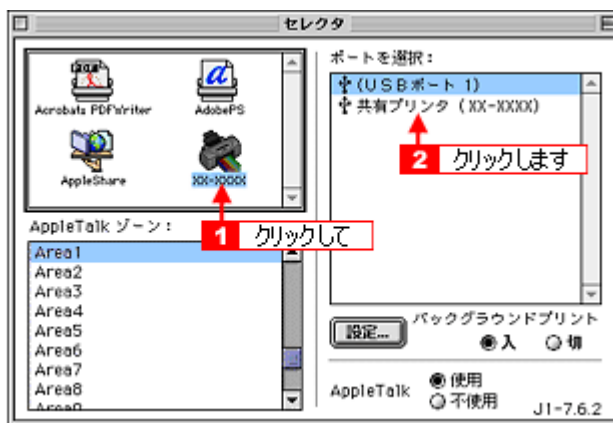 セレクタ
Acrobat™ PDFWriter
AdobePS
AppleShare
XX-XXXX
1 クリックして
AppleTalk ゾーン：
Area1
Area2
Area3
Area4
Area5
Area6
Area7
Area8
ポートを選択：
(USBポート 1)
共有プリンタ (XX-XXXX)
2 クリックします
設定...
バックグラウンドプリント
入 切
AppleTalk
使用
不使用
J1-7.6.2